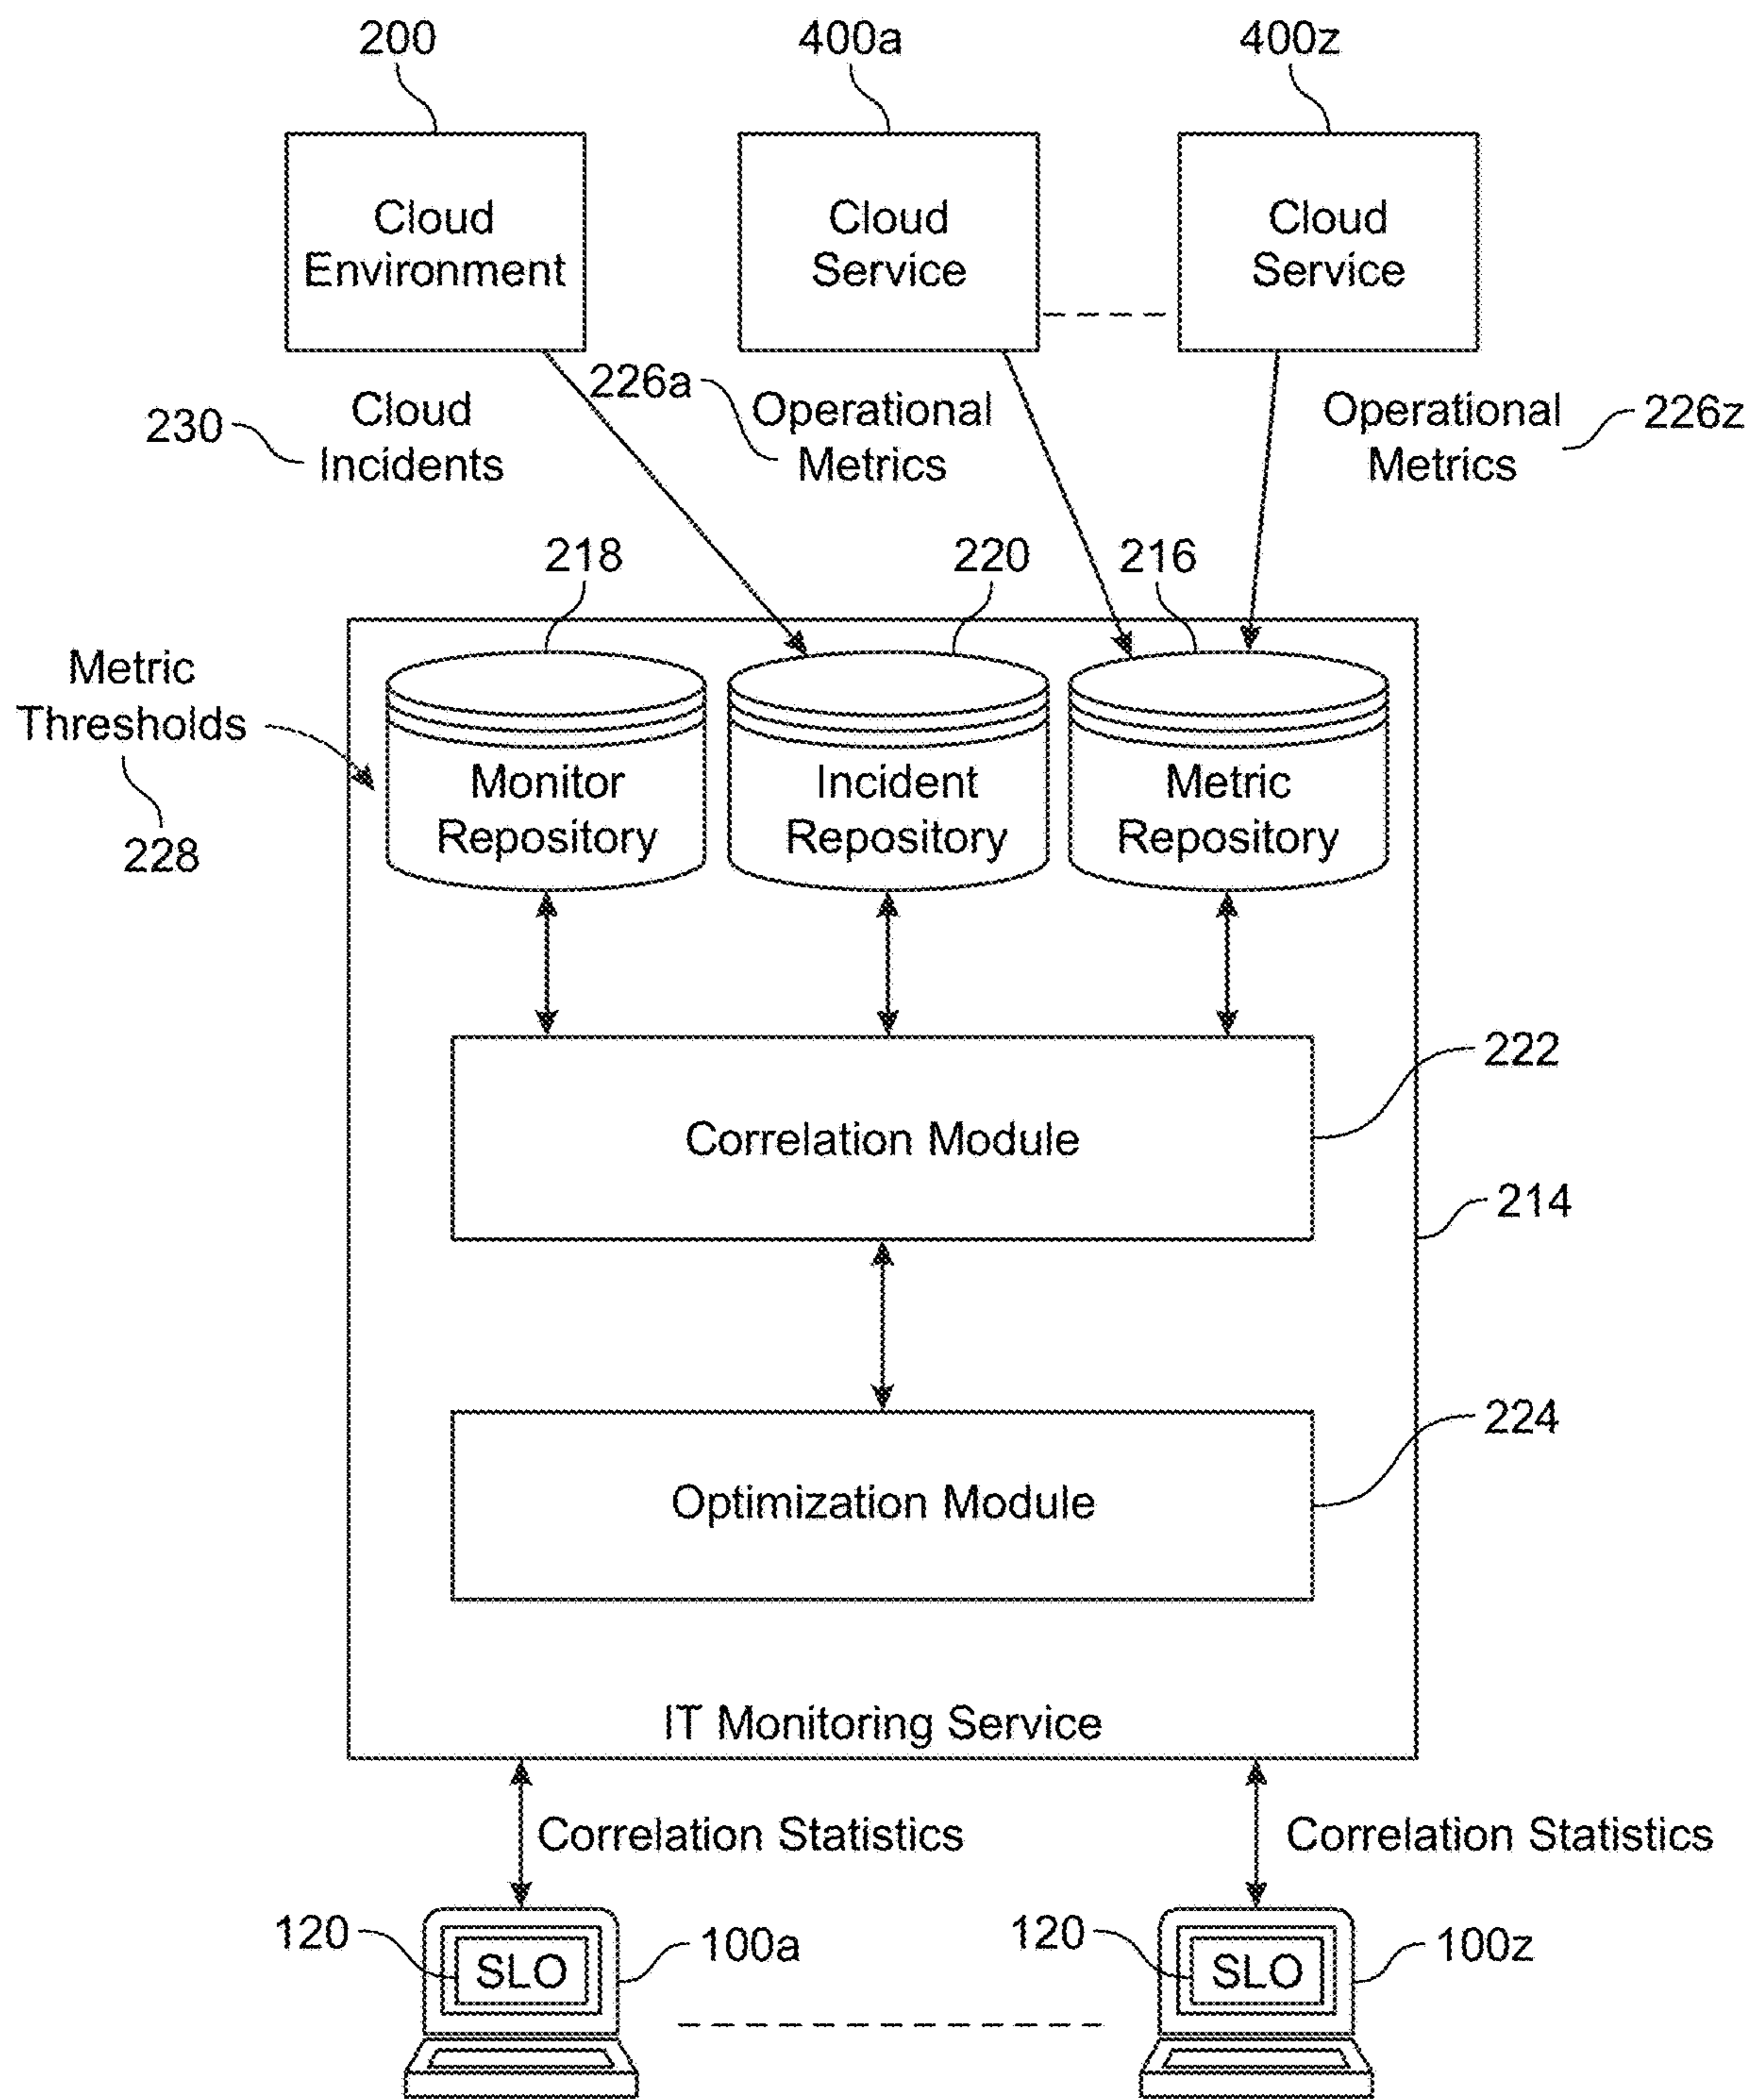 200
400a
400z
Cloud
Environment
Cloud
Service
Cloud
Service
230
Cloud
Incidents
226a
Operational
Metrics
Operational
Metrics
226z
218
220
216
Metric
Thresholds
228
Monitor
Repository
Incident
Repository
Metric
Repository
222
Correlation Module
214
224
Optimization Module
IT Monitoring Service
Correlation Statistics
Correlation Statistics
120
SLO
100a
120
SLO
100z